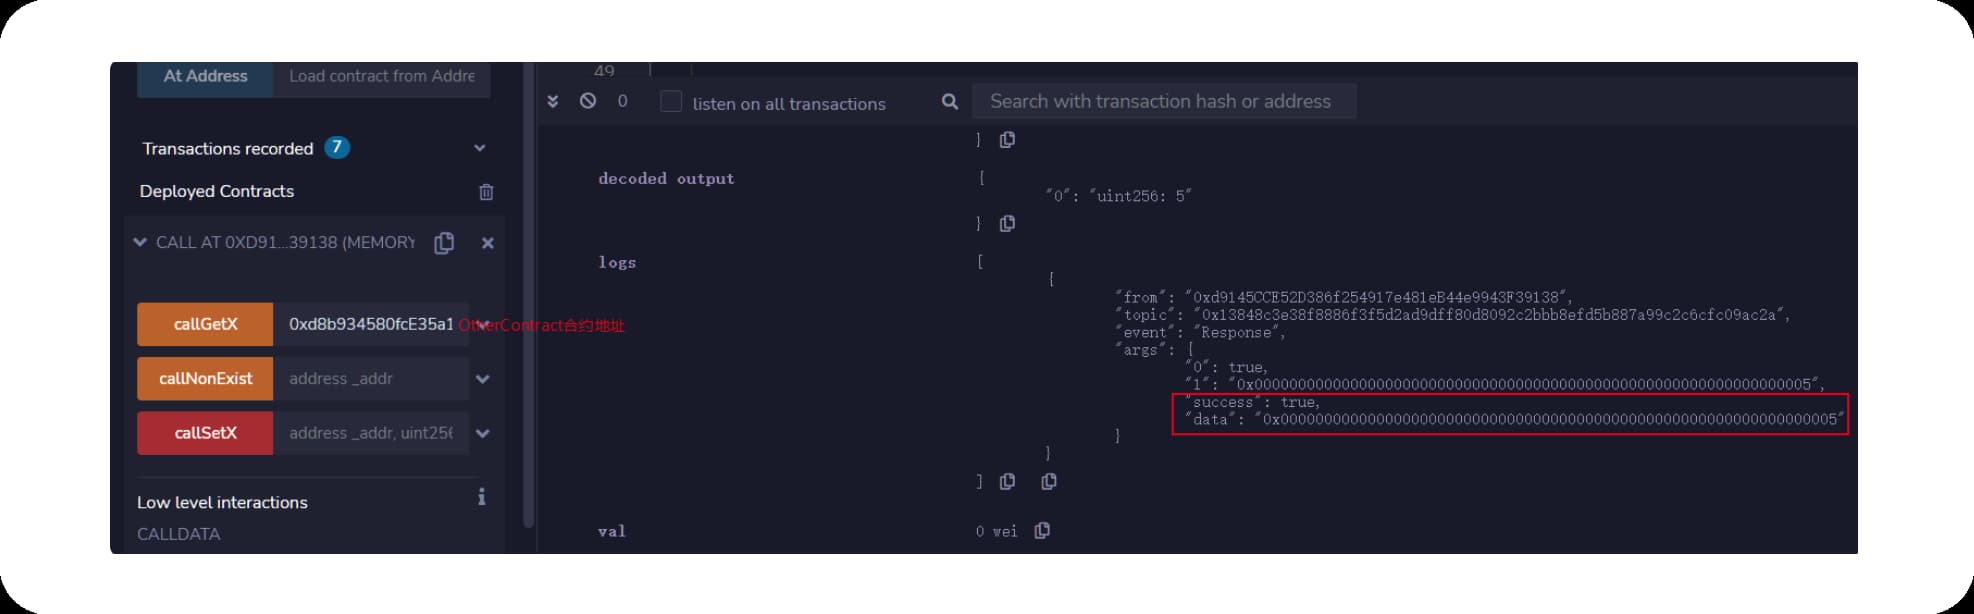 At Address
Load contract from Addre
Transactions recorded 7
Deployed Contracts
CALL AT 0XD91...39138 (MEMORY
callGetX
0xd8b934580fcE35a1
OtherContract合约地址
callNonExist
address _addr
callSetX
address _addr, uint256
Low level interactions
i
CALLDATA
49
0
listen on all transactions
Search with transaction hash or address
}
decoded output
[
"0": "uint256: 5"
}
logs
[
{
"from": "0xd9145CCE52D386f254917e481eB44e9943F39138",
"topic": "0x13848c3e38f8886f3f5d2ad9dff80d8092c2bbb8efd5b887a99c2c6cfc09ac2a",
"event": "Response",
"args": [
"0": true,
"1": "0x0000000000000000000000000000000000000000000000000000000000000005",
"success": true,
"data": "0x0000000000000000000000000000000000000000000000000000000000000005"
}
}
]
val
0 wei